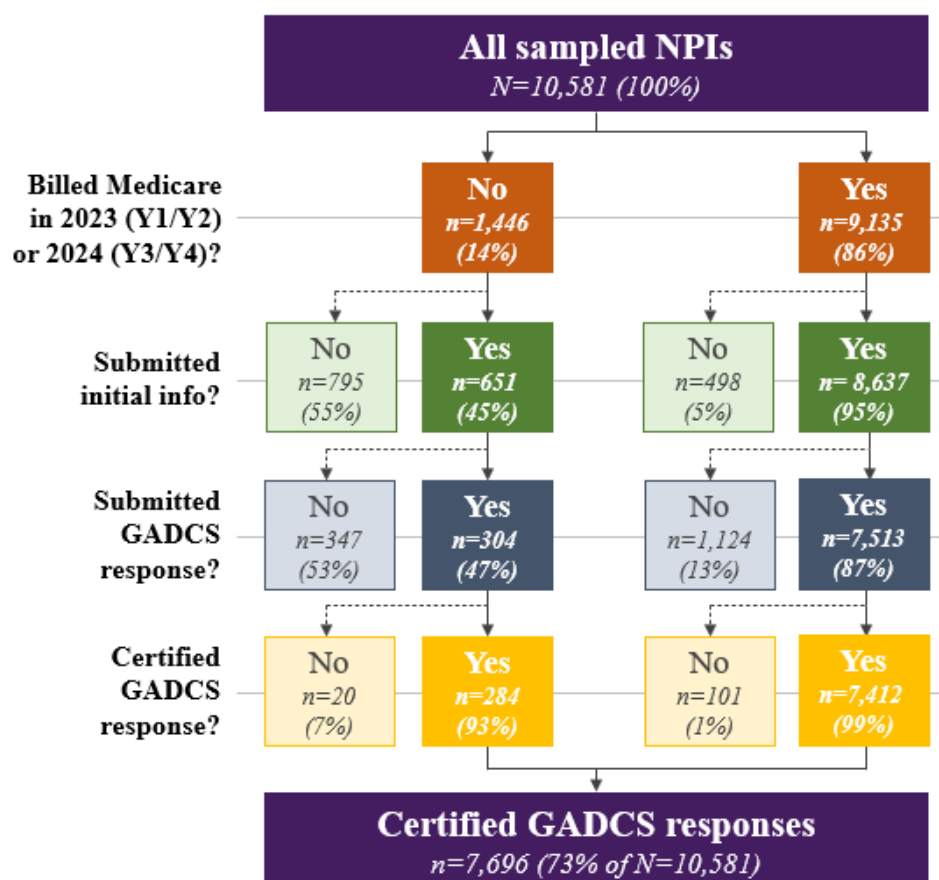 All sampled NPIs
N=10,581 (100%)
Billed Medicare
in 2023 (Y1/Y2)
or 2024 (Y3/Y4)?
No
n=1,446
(14%)
Yes
n=9,135
(86%)
Submitted
initial info?
No
n=795
(55%)
Yes
n=651
(45%)
No
n=498
(5%)
Yes
n= 8,637
(95%)
Submitted
GADCS
response?
No
n=347
(53%)
Yes
n=304
(47%)
No
n=1,124
(13%)
Yes
n=7,513
(87%)
Certified
GADCS
response?
No
n=20
(7%)
Yes
n=284
(93%)
No
n=101
(1%)
Yes
n=7,412
(99%)
Certified GADCS responses
n=7,696 (73% of N=10,581)